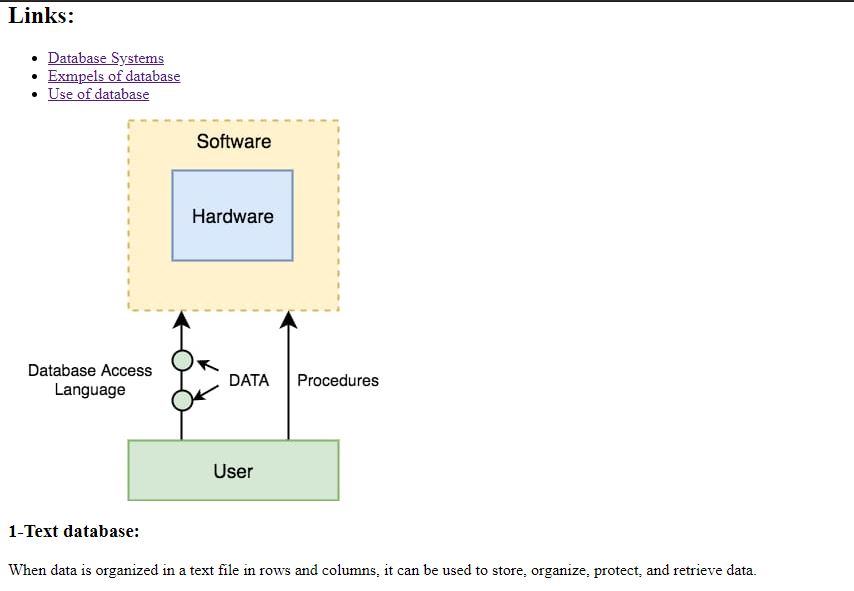 Links:
Database Systems
Exmpels of database
Use of database
Software
Hardware
Database Access
Language
DATA
Procedures
User
1-Text database:
When data is organized in a text file in rows and columns, it can be used to store, organize, protect, and retrieve data.